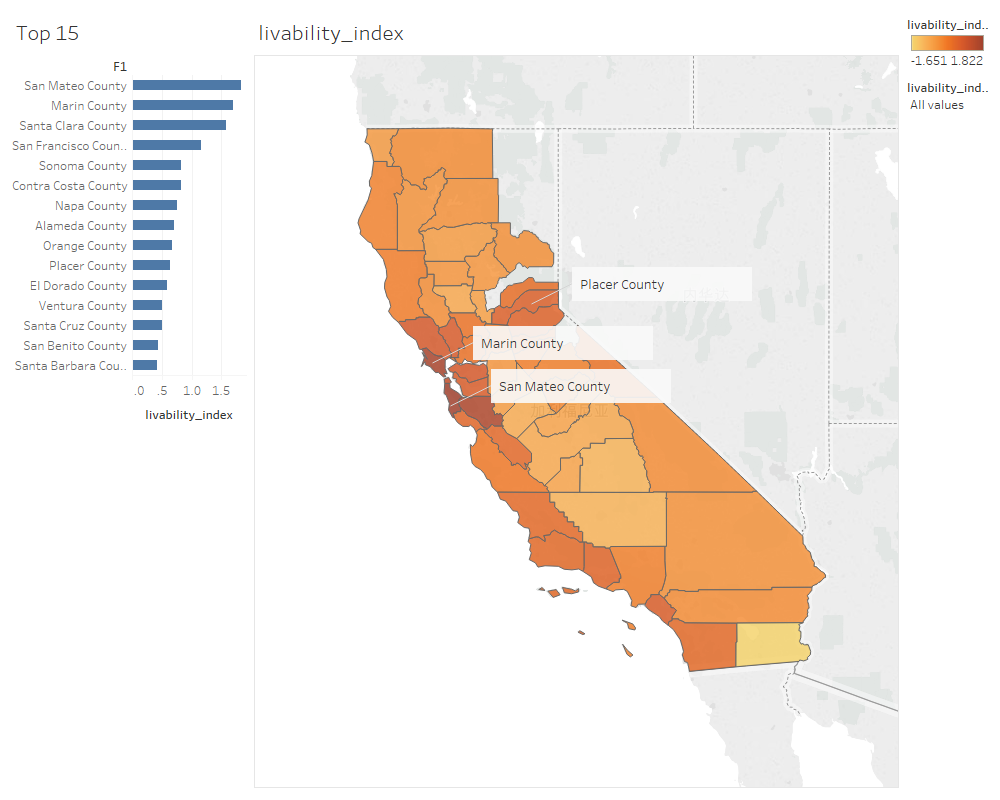 Top 15
livability_index
F1
San Mateo County
Marin County
Santa Clara County
San Francisco Coun..
Sonoma County
Contra Costa County
Napa County
Alameda County
Orange County
Placer County
El Dorado County
Ventura County
Santa Cruz County
San Benito County
Santa Barbara Cou..
.0 .5 1.0 1.5
livability_index
Placer County
Marin County
San Mateo County
livability_ind..
-1.651 1.822
livability_ind..
All values